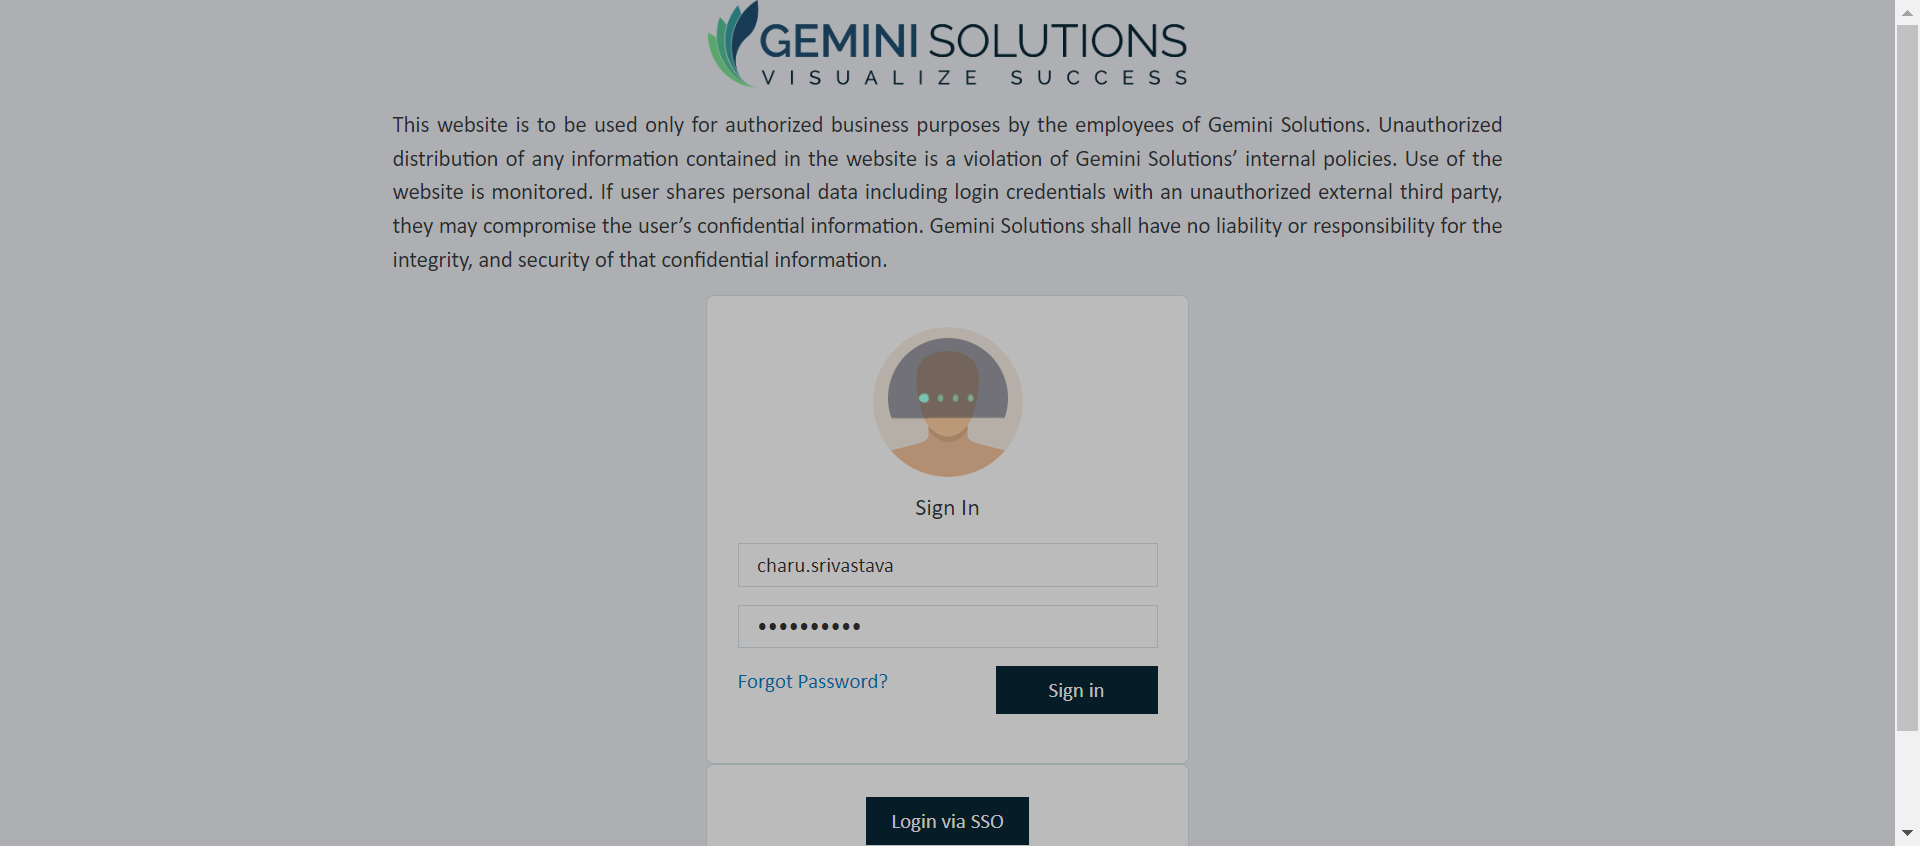 GEMINI SOLUTIONS
VISUALIZE SUCCESS
This website is to be used only for authorized business purposes by the employees of Gemini Solutions. Unauthorized
distribution of any information contained in the website is a violation of Gemini Solutions’ internal policies. Use of the
website is monitored. If user shares personal data including login credentials with an unauthorized external third party,
they may compromise the user’s confidential information. Gemini Solutions shall have no liability or responsibility for the
integrity, and security of that confidential information.
Sign In
charu.srivastava
••••••••••
Forgot Password?
Sign in
Login via SSO